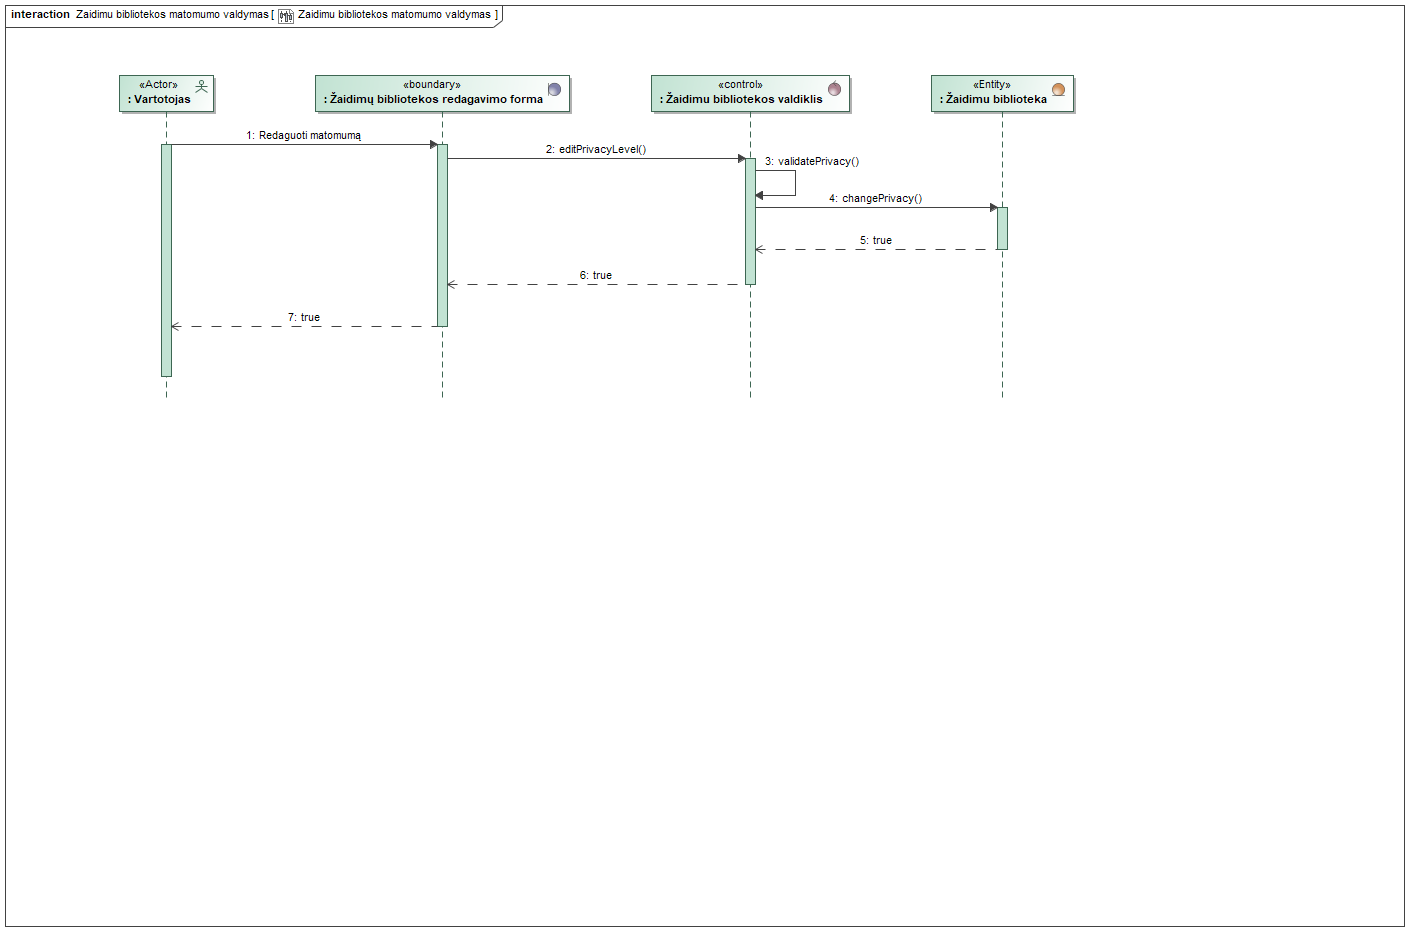 interaction Zaidimu bibliotekos matomumo valdymas [ Zaidimu bibliotekos matomumo valdymas ]
«Actor»
: Vartotojas
«boundary»
: Žaidimų bibliotekos redagavimo forma
«control»
: Žaidimu bibliotekos valdiklis
«Entity»
: Žaidimu biblioteka
1: Redaguoti matomumą
2: editPrivacyLevel()
3: validatePrivacy()
4: changePrivacy()
5: true
6: true
7: true